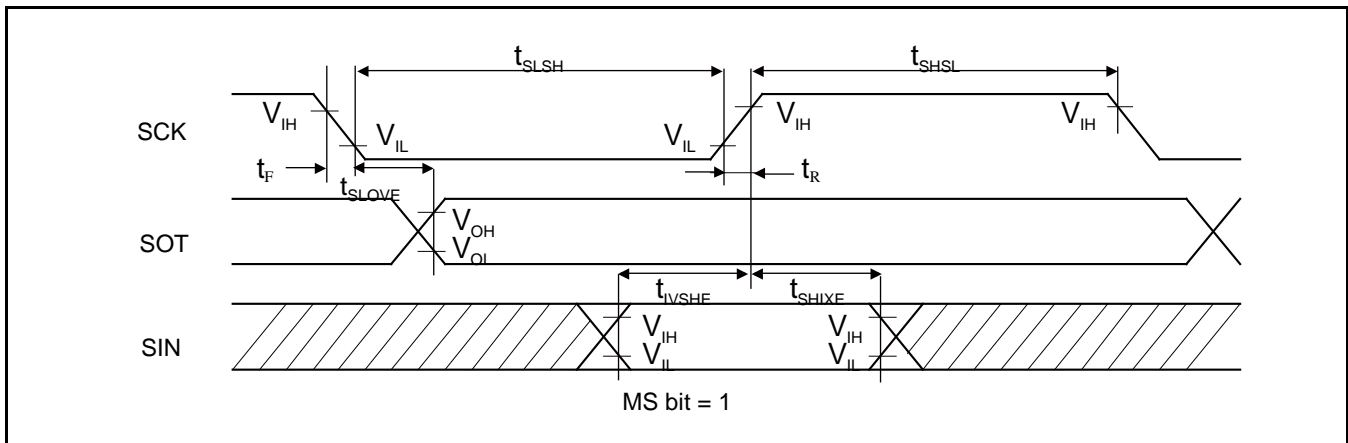 tSLSH
tSHSL
SCK
VIH
VIL
VIL
VIH
VIH
tF
tSLOVE
tR
SOT
VOH
VOL
tIVSHE
tSHIXE
SIN
VIH
VIL
VIH
VIL
MS bit = 1